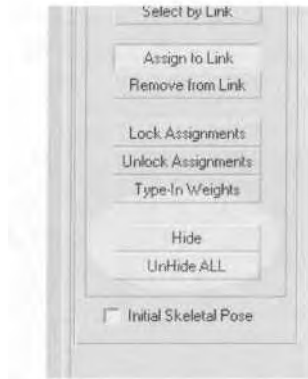 Select by Link
Assign to Link
Remove from Link
Lock Assignments
Unlock Assignments
Type-In Weights
Hide
UnHide ALL
Initial Skeletal Pose